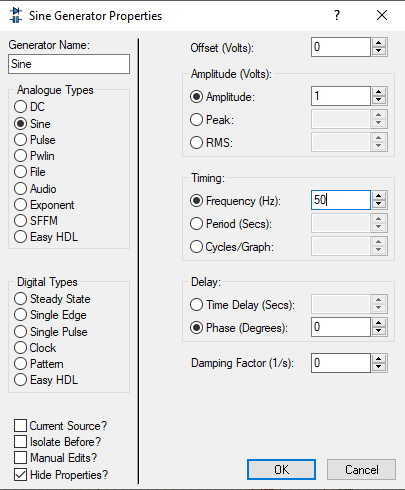 Sine Generator Properties
?
Generator Name:
Sine
Analogue Types
DC
Sine
Pulse
Pwlin
File
Audio
Exponent
SFFM
Easy HDL
Digital Types
Steady State
Single Edge
Single Pulse
Clock
Pattern
Easy HDL
Current Source?
Isolate Before?
Manual Edits?
Hide Properties?
Offset (Volts): 0
Amplitude (Volts):
Amplitude: 1
Peak:
RMS:
Timing:
Frequency (Hz): 50
Period (Secs):
Cycles/Graph:
Delay:
Time Delay (Secs):
Phase (Degrees): 0
Damping Factor (1/s): 0
OK Cancel